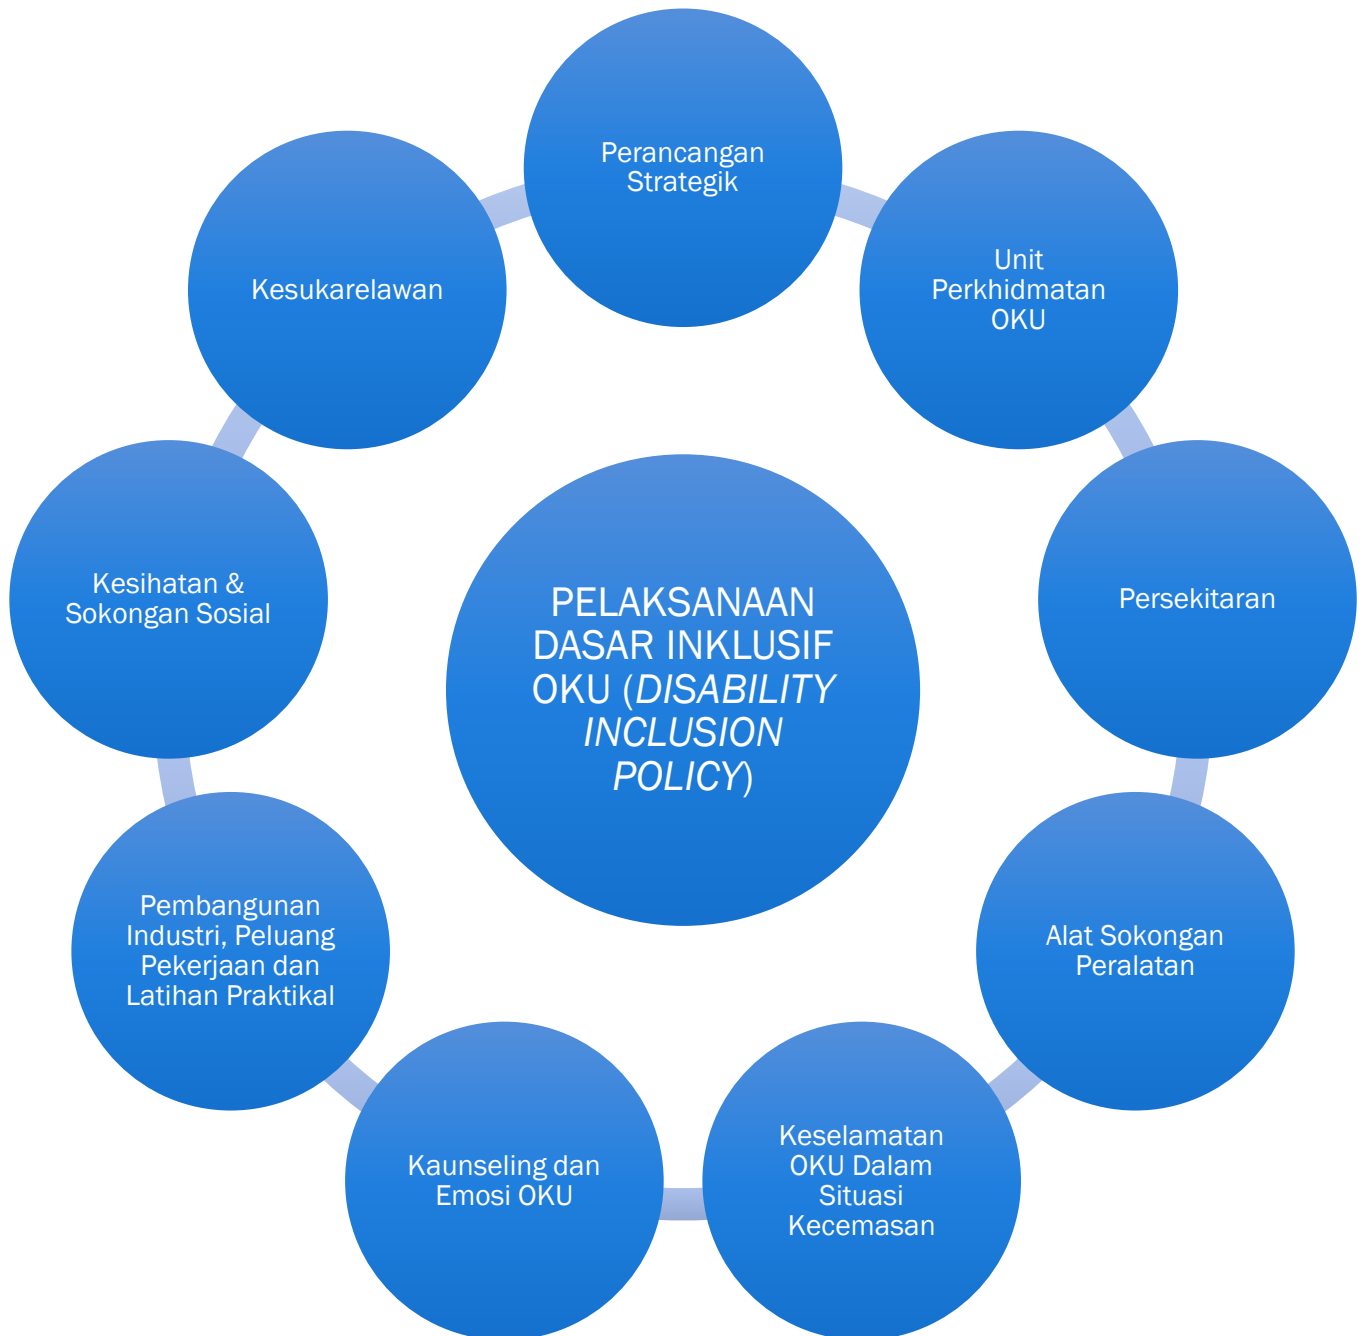 Perancangan
Strategik
Unit
Perkhidmatan
OKU
Persekitaran
Alat Sokongan
Peralatan
Keselamatan
OKU Dalam
Situasi
Kecemasan
Kaunseling dan
Emosi OKU
Pembangunan
Industri, Peluang
Pekerjaan dan
Latihan Praktikal
Kesihatan &
Sokongan Sosial
Kesukarelawan
PELAKSANAAN
DASAR INKLUSIF
OKU (DISABILITY
INCLUSION
POLICY)